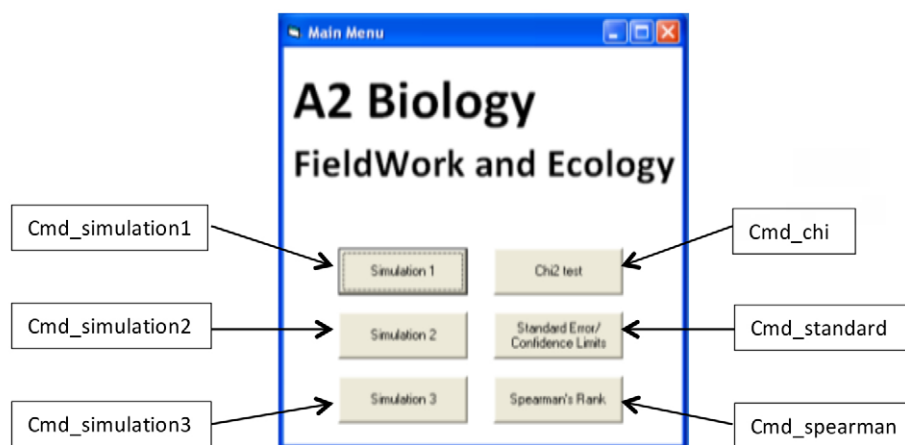 Main Menu
A2 Biology
FieldWork and Ecology
Cmd_simulation1
Simulation 1
Chi2 test
Cmd_chi
Cmd_simulation2
Simulation 2
Standard Error/
Confidence Limits
Cmd_standard
Cmd_simulation3
Simulation 3
Spearman's Rank
Cmd_spearman